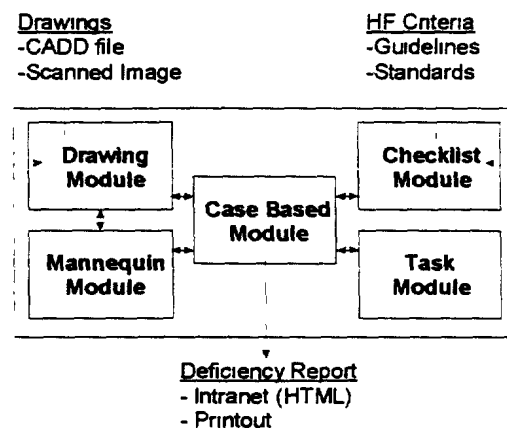 Drawings
-CADD file
-Scanned Image
HF Criteria
-Guidelines
-Standards
Drawing
Module
Checklist
Module
Case Based
Module
Mannequin
Module
Task
Module
Deficiency Report
- Intranet (HTML)
- Printout